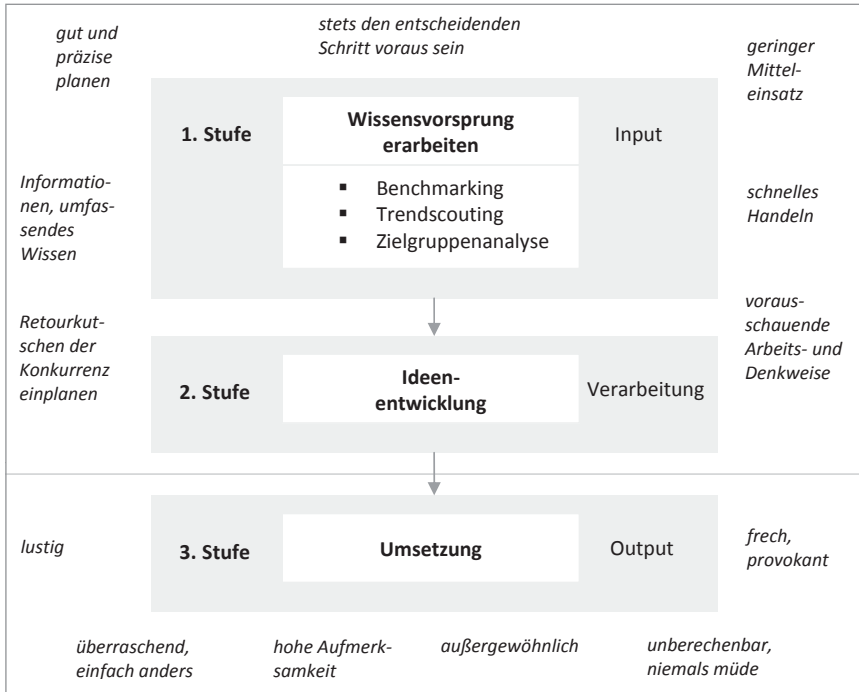 gut und
präzise
planen
stets den entscheidenden
Schritt voraus sein
geringer
Mittel-
einsatz
1. Stufe
Wissensvorsprung
erarbeiten
Input
▪ Benchmarking
▪ Trendscouting
▪ Zielgruppenanalyse
Informatio-
nen, umfas-
sendes
Wissen
schnelles
Handeln
Retourkut-
schen der
Konkurrenz
einplanen
2. Stufe
Ideen-
entwicklung
Verarbeitung
voraus-
schauende
Arbeits- und
Denkweise
lustig
3. Stufe
Umsetzung
Output
frech,
provokant
überraschend,
einfach anders
hohe Aufmerk-
samkeit
außergewöhnlich
unberechenbar,
niemals müde